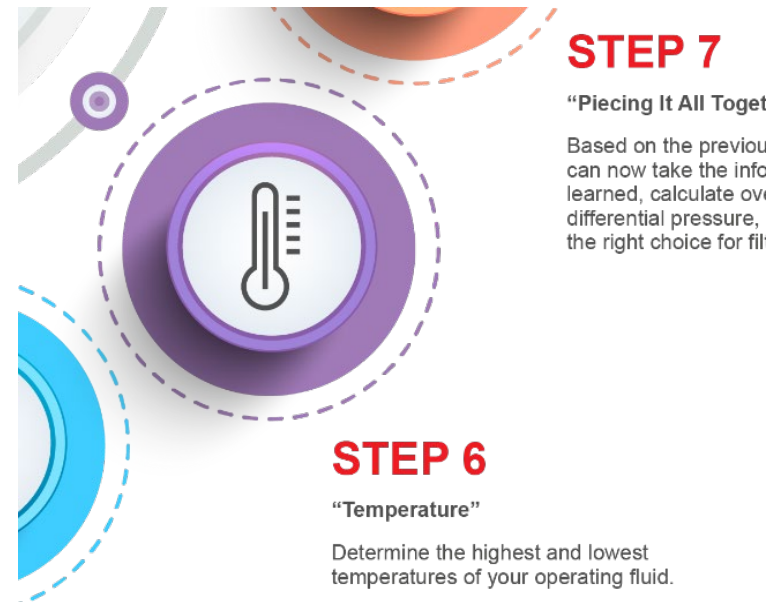 STEP 7
“Piecing It All
Based on the
can now take the
learned, calculate
differential pressure,
the right choice for
STEP 6
“Temperature”
Determine the highest and lowest
temperatures of your operating fluid.